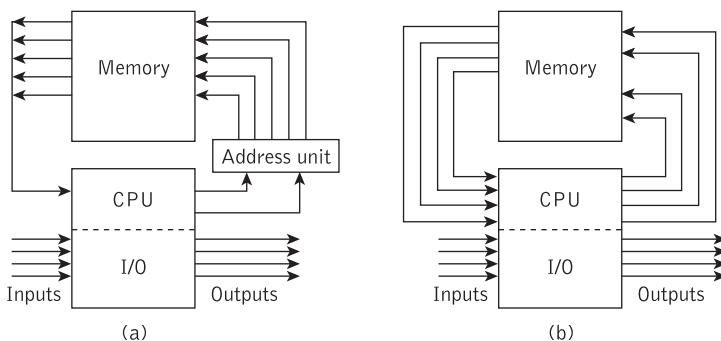 Memory
Address unit
CPU
I/O
Inputs
Outputs
(a)
Memory
CPU
I/O
Inputs
Outputs
(b)